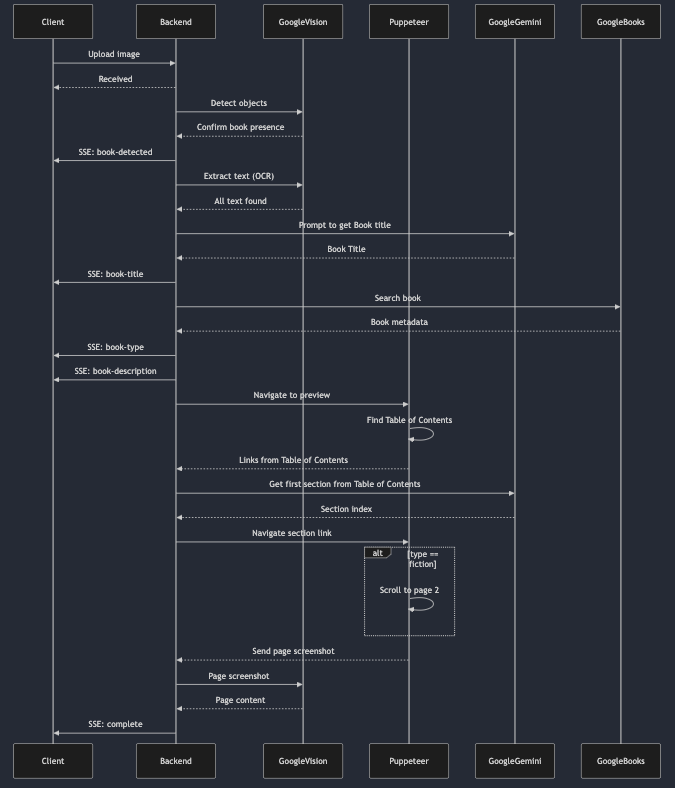 Client
Backend
GoogleVision
Puppeteer
GoogleGemini
GoogleBooks
Upload image
Received
Detect objects
Confirm book presence
SSE: book-detected
Extract text (OCR)
All text found
Prompt to get Book title
Book Title
SSE: book-title
Search book
Book metadata
SSE: book-type
SSE: book-description
Navigate to preview
Find Table of Contents
Links from Table of Contents
Get first section from Table of Contents
Section index
Navigate section link
alt
[type ==
fiction]
Scroll to page 2
Send page screenshot
Page screenshot
Page content
SSE: complete
Client
Backend
GoogleVision
Puppeteer
GoogleGemini
GoogleBooks